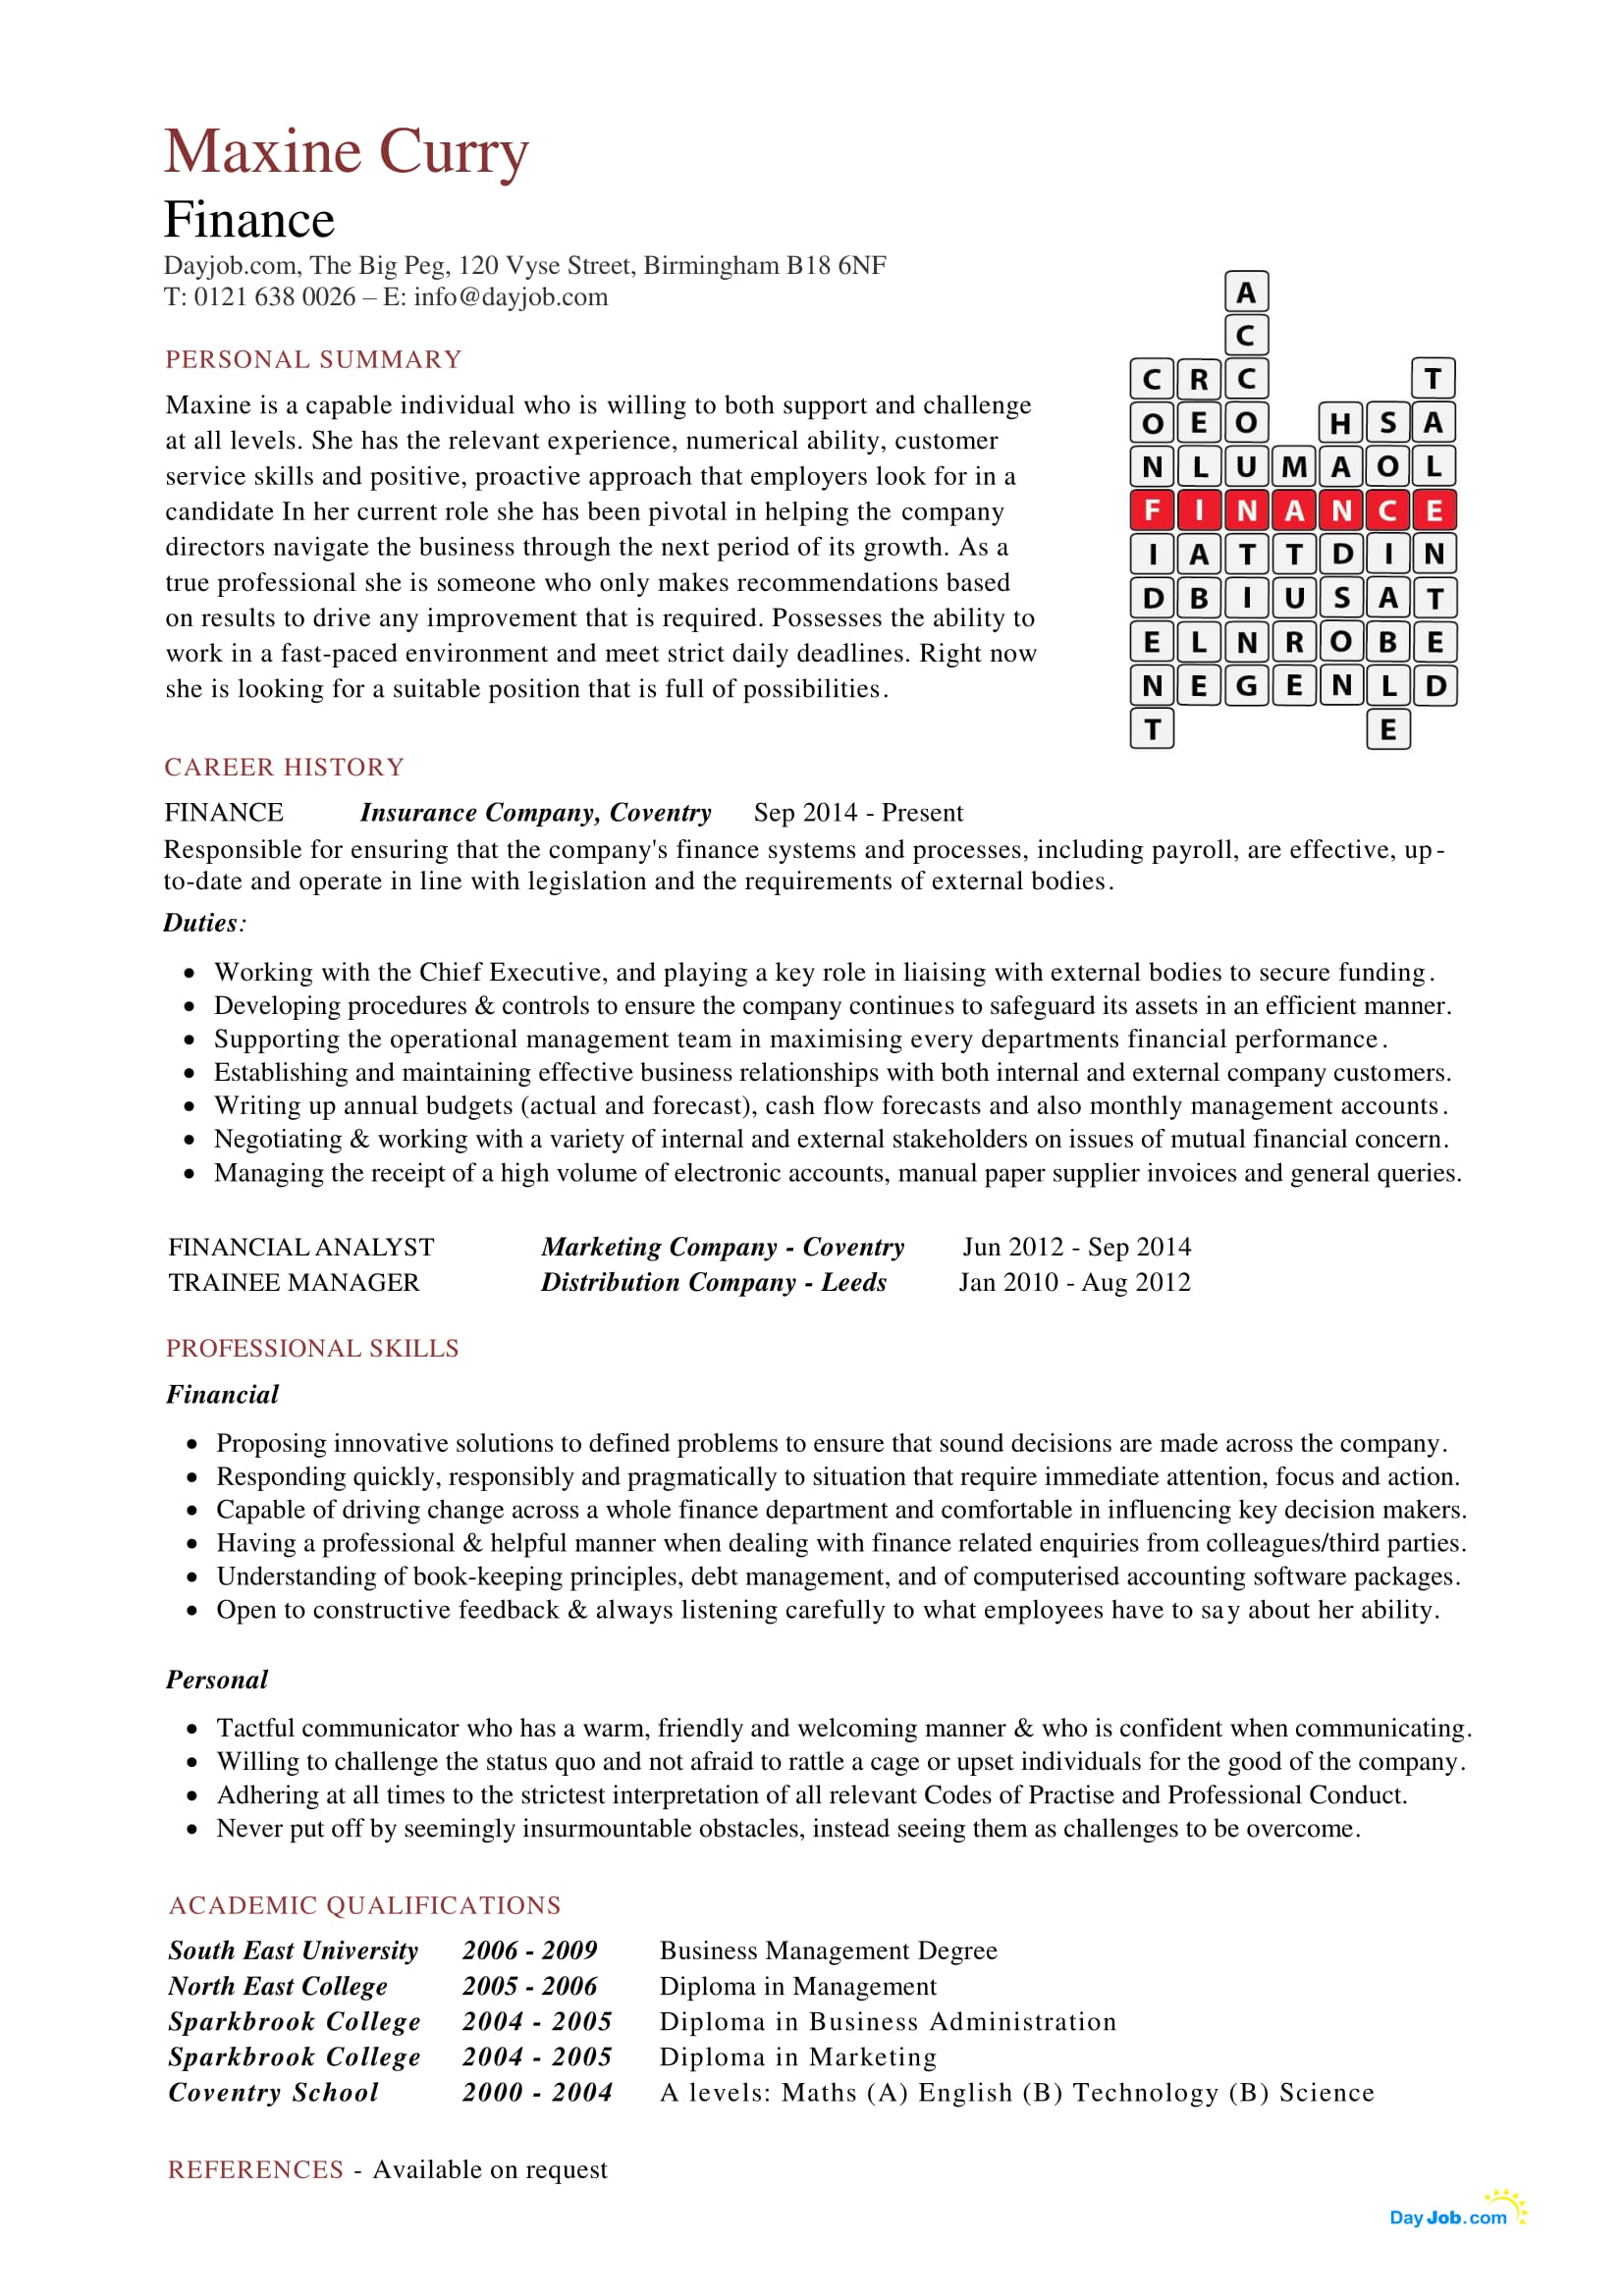 Maxine Curry
Finance
Dayjob.com, The Big Peg, 120 Vyse Street, Birmingham B18 6NF
T: 0121 638 0026 – E: info@dayjob.com
PERSONAL SUMMARY
Maxine is a capable individual who is willing to both support and challenge
at all levels. She has the relevant experience, numerical ability, customer
service skills and positive, proactive approach that employers look for in a
candidate In her current role she has been pivotal in helping the company
directors navigate the business through the next period of its growth. As a
true professional she is someone who only makes recommendations based
on results to drive any improvement that is required. Possesses the ability to
work in a fast-paced environment and meet strict daily deadlines. Right now
she is looking for a suitable position that is full of possibilities.
CONFIDENT
RELIABLE
ACCOUNTING
MATURE
HANDSON
SOCIABLE
TALENTED
FINANCE
CAREER HISTORY
FINANCE Insurance Company, Coventry Sep 2014 - Present
Responsible for ensuring that the company's finance systems and processes, including payroll, are effective, up-
to-date and operate in line with legislation and the requirements of external bodies.
Duties:
• Working with the Chief Executive, and playing a key role in liaising with external bodies to secure funding.
• Developing procedures & controls to ensure the company continues to safeguard its assets in an efficient manner.
• Supporting the operational management team in maximising every departments financial performance.
• Establishing and maintaining effective business relationships with both internal and external company customers.
• Writing up annual budgets (actual and forecast), cash flow forecasts and also monthly management accounts.
• Negotiating & working with a variety of internal and external stakeholders on issues of mutual financial concern.
• Managing the receipt of a high volume of electronic accounts, manual paper supplier invoices and general queries.
FINANCIAL ANALYST Marketing Company - Coventry Jun 2012 - Sep 2014
TRAINEE MANAGER Distribution Company - Leeds Jan 2010 - Aug 2012
PROFESSIONAL SKILLS
Financial
• Proposing innovative solutions to defined problems to ensure that sound decisions are made across the company.
• Responding quickly, responsibly and pragmatically to situation that require immediate attention, focus and action.
• Capable of driving change across a whole finance department and comfortable in influencing key decision makers.
• Having a professional & helpful manner when dealing with finance related enquiries from colleagues/third parties.
• Understanding of book-keeping principles, debt management, and of computerised accounting software packages.
• Open to constructive feedback & always listening carefully to what employees have to say about her ability.
Personal
• Tactful communicator who has a warm, friendly and welcoming manner & who is confident when communicating.
• Willing to challenge the status quo and not afraid to rattle a cage or upset individuals for the good of the company.
• Adhering at all times to the strictest interpretation of all relevant Codes of Practise and Professional Conduct.
• Never put off by seemingly insurmountable obstacles, instead seeing them as challenges to be overcome.
ACADEMIC QUALIFICATIONS
South East University 2006 - 2009 Business Management Degree
North East College 2005 - 2006 Diploma in Management
Sparkbrook College 2004 - 2005 Diploma in Business Administration
Sparkbrook College 2004 - 2005 Diploma in Marketing
Coventry School 2000 - 2004 A levels: Maths (A) English (B) Technology (B) Science
REFERENCES - Available on request
Day Job.com